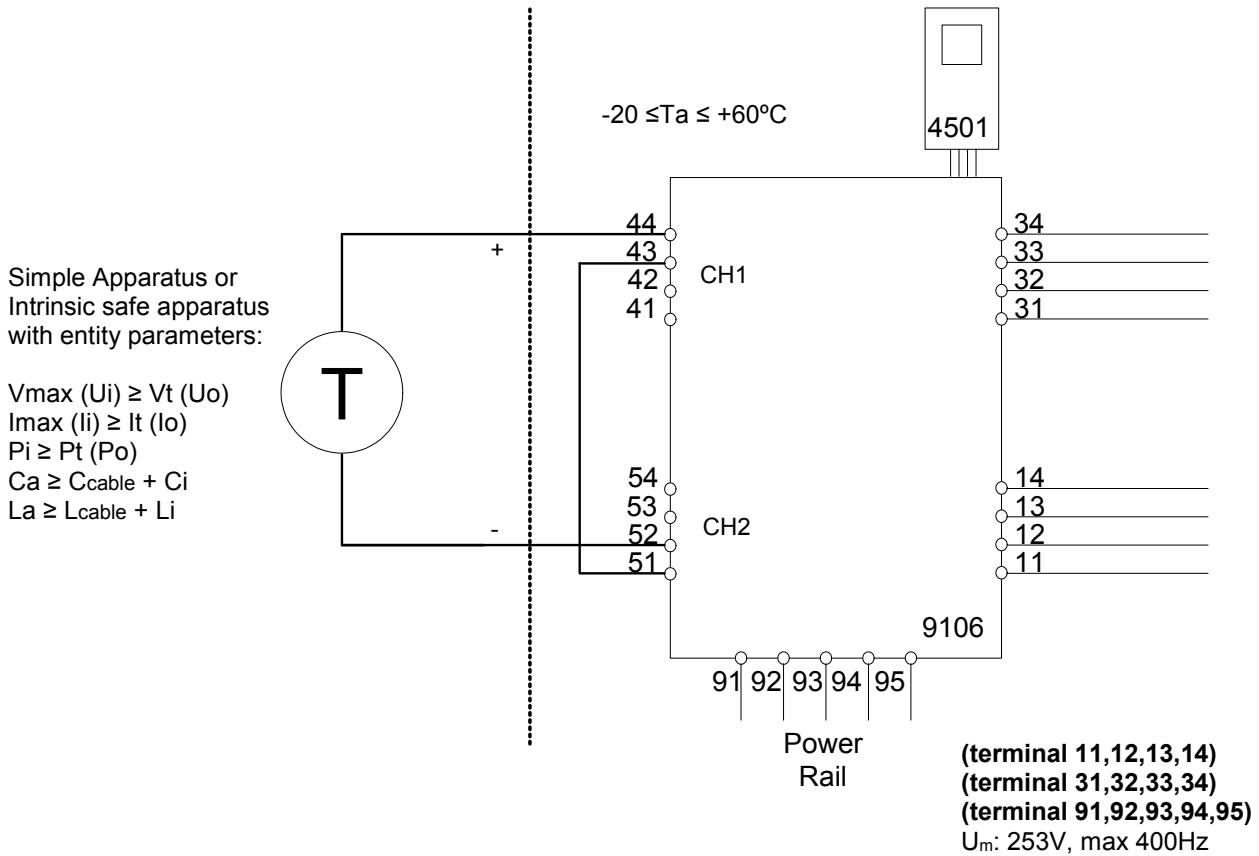 -20 ≤Ta ≤ +60ºC
4501
Simple Apparatus or
Intrinsic safe apparatus
with entity parameters:
Vmax (Ui) ≥ Vt (Uo)
Imax (Ii) ≥ It (Io)
Pi ≥ Pt (Po)
Ca ≥ Ccable + Ci
La ≥ Lcable + Li
+
T
-
44
43
42
41
CH1
54
53
52
51
CH2
34
33
32
31
14
13
12
11
9106
91 92 93 94 95
Power
Rail
(terminal 11,12,13,14)
(terminal 31,32,33,34)
(terminal 91,92,93,94,95)
Um: 253V, max 400Hz